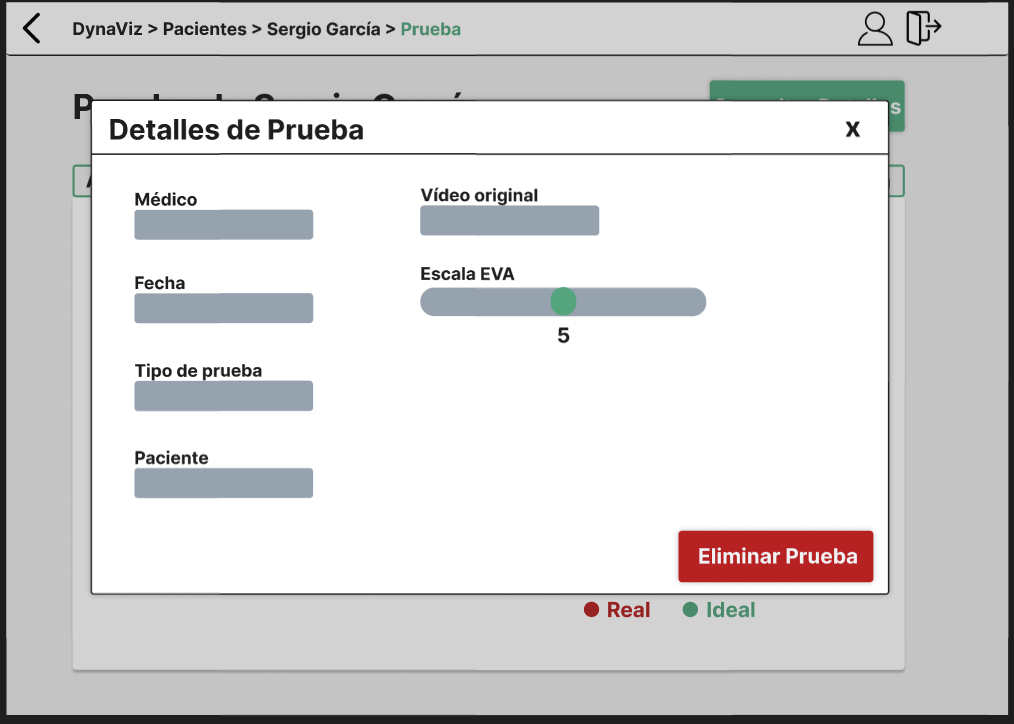 DynaViz > Pacientes > Sergio García > Prueba
Detalles de Prueba
X
Médico
Vídeo original
Fecha
Escala EVA
5
Tipo de prueba
Paciente
Eliminar Prueba
Real
Ideal